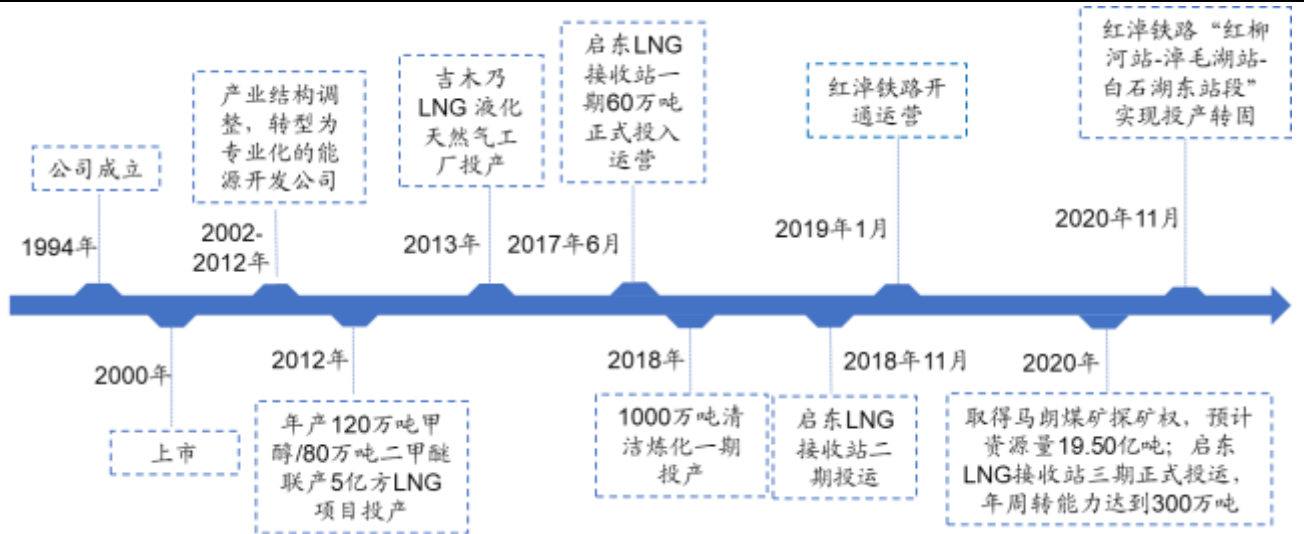 公司成立
1994年
产业结构调
整，转型为
专业化的能
源开发公司
2002-
2012年
吉木乃
LNG 液化
天然气工
厂投产
2013年
启东LNG
接收站一
期60万吨
正式投入
运营
2017年6月
红淖铁路开
通运营
2019年1月
红淖铁路“红柳
河站-淖毛湖站-
白石湖东站段”
实现投产转固
2020年11月
2000年
上市
2012年
年产120万吨甲
醇/80万吨二甲醚
联产5亿方LNG
项目投产
2018年
1000万吨清
洁炼化一期
投产
2018年11月
启东LNG
接收站二
期投运
2020年
取得马朗煤矿探矿权，预计
资源量19.50亿吨；启东
LNG接收站三期正式投运，
年周转能力达到300万吨